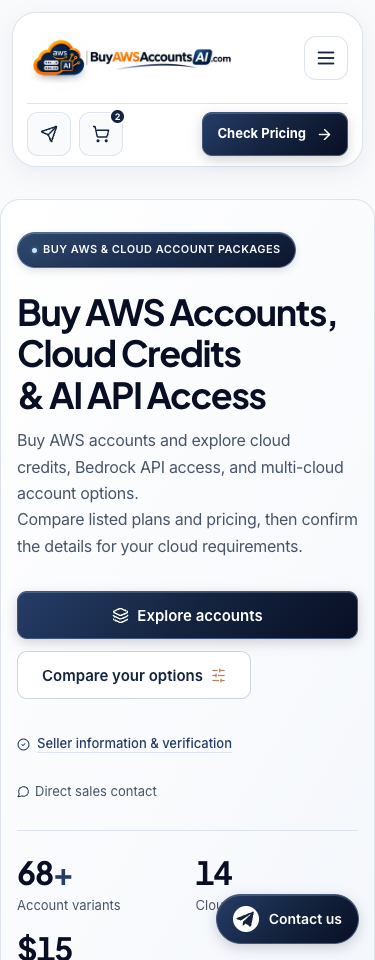 aws
AI
BuyAWSAccountsAI.com
2
Check Pricing
BUY AWS & CLOUD ACCOUNT PACKAGES
Buy AWS Accounts,
Cloud Credits
& AI API Access
Buy AWS accounts and explore cloud
credits, Bedrock API access, and multi-cloud
account options.
Compare listed plans and pricing, then confirm
the details for your cloud requirements.
Explore accounts
Compare your options
Seller information & verification
Direct sales contact
68+
14
Account variants
Contact us
$15